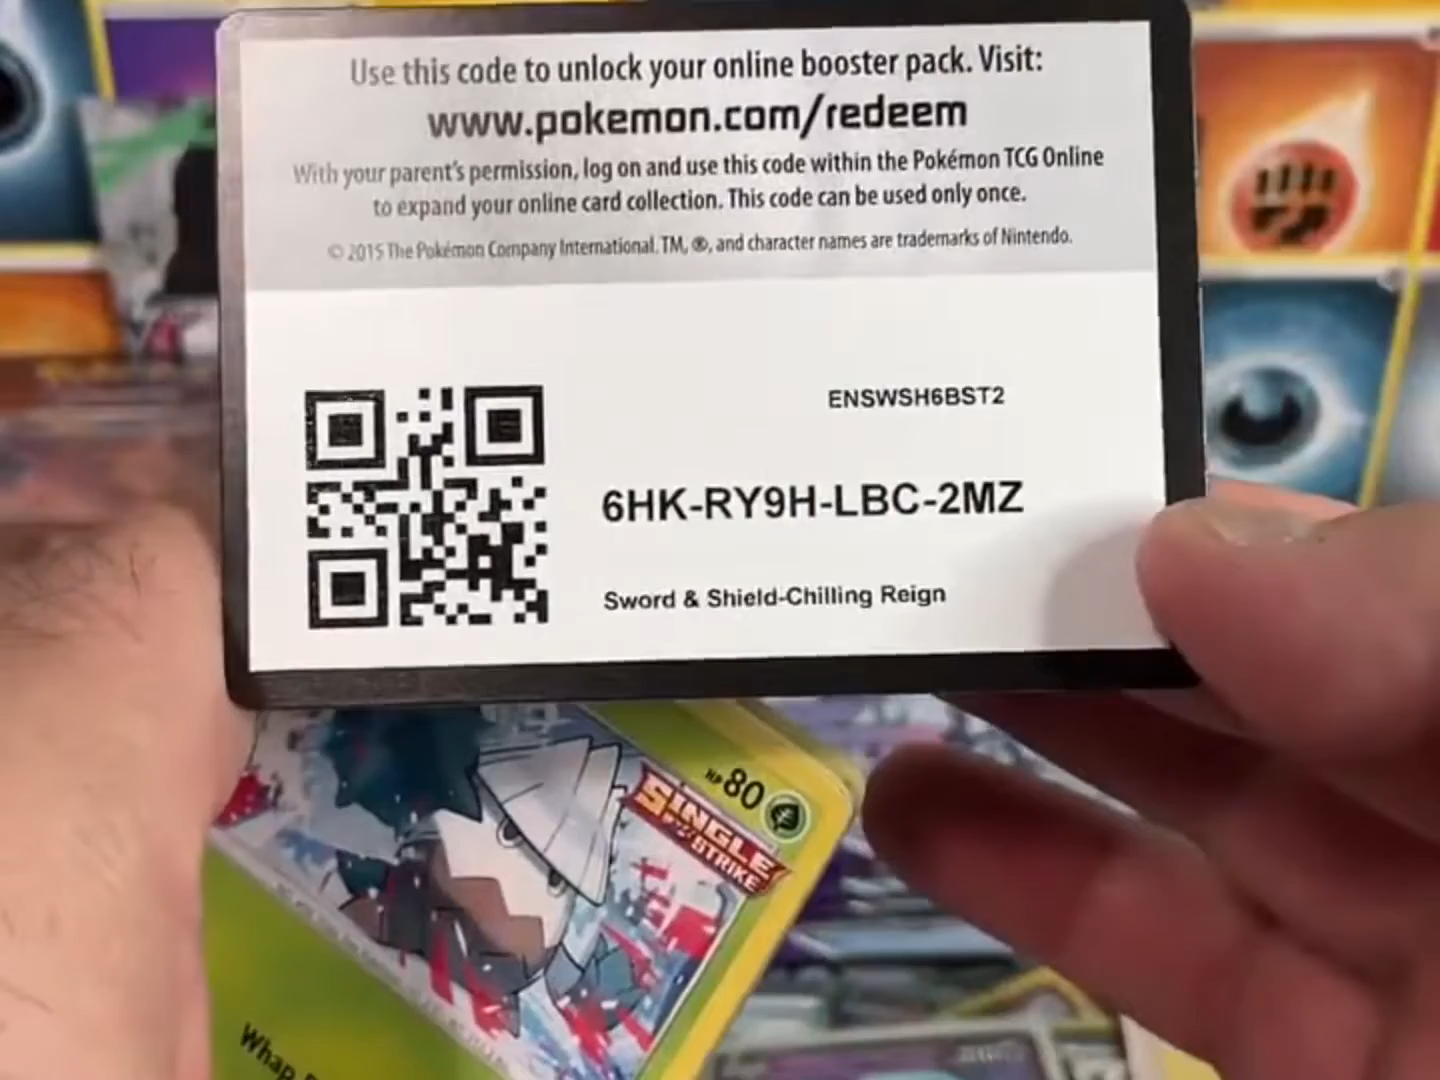 Use this code to unlock your online booster pack. Visit:
www.pokemon.com/redeem
With your parent's permission, log on and use this code within the Pokémon TCG Online
to expand your online card collection. This code can be used only once.
© 2015 The Pokémon Company International. TM, ®, and character names are trademarks of Nintendo.
ENSWSH6BST2
6HK-RY9H-LBC-2MZ
Sword & Shield-Chilling Reign
HP 80
SINGLE
STRIKE
Whap